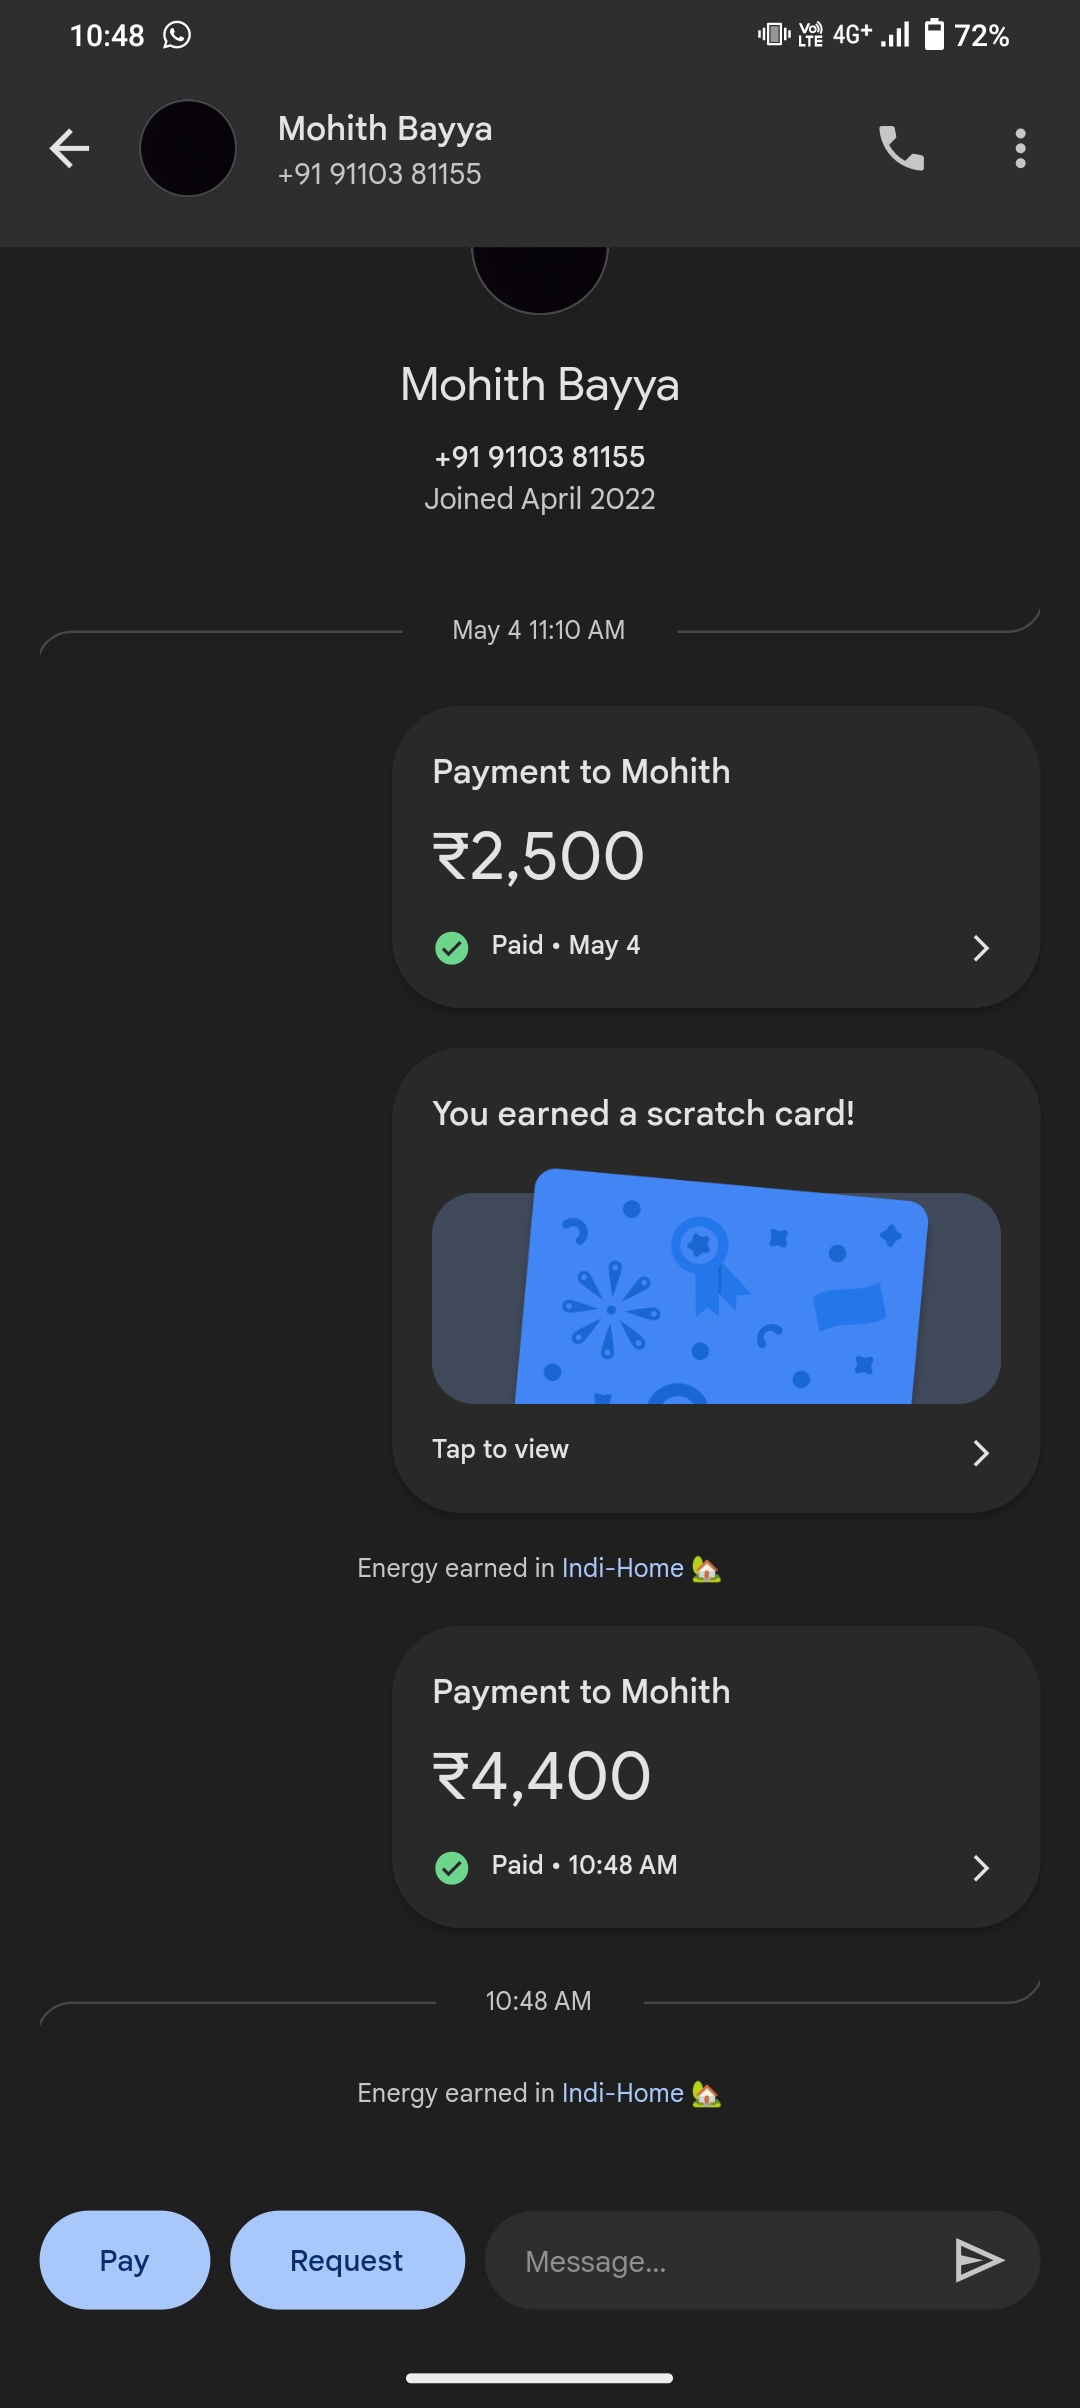 10:48 Vo) LTE 4G+ 72%
Mohith Bayya
+91 91103 81155
Mohith Bayya
+91 91103 81155
Joined April 2022
May 4 11:10 AM
Payment to Mohith
₹2,500
Paid • May 4
You earned a scratch card!
Tap to view
Energy earned in Indi-Home 🏡
Payment to Mohith
₹4,400
Paid • 10:48 AM
10:48 AM
Energy earned in Indi-Home 🏡
Pay Request Message...